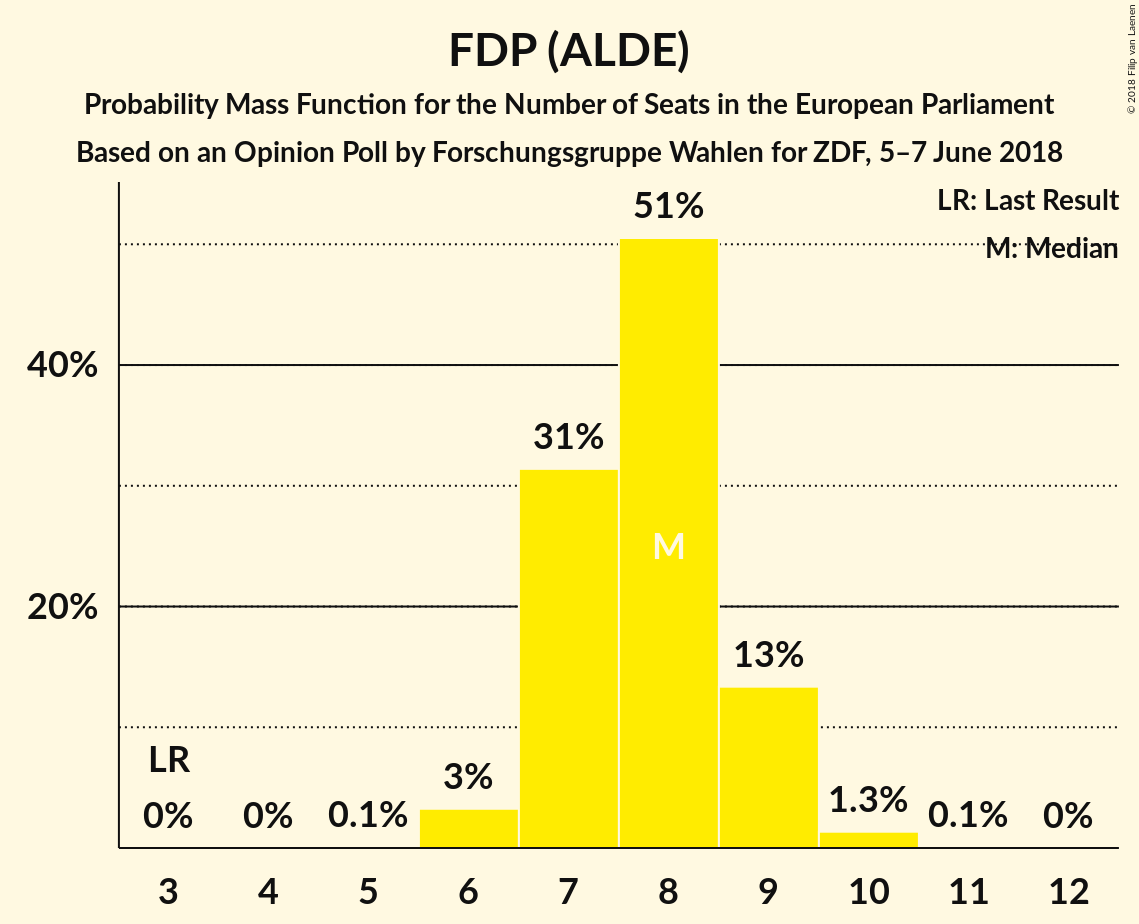 FDP (ALDE)
Probability Mass Function for the Number of Seats in the European Parliament
Based on an Opinion Poll by Forschungsgruppe Wahlen for ZDF, 5–7 June 2018
© 2018 Filip van Laenen
LR: Last Result
M: Median
51%
40%
31%
M
20%
13%
LR
3%
0% 0% 0.1% 1.3% 0.1% 0%
3 4 5 6 7 8 9 10 11 12